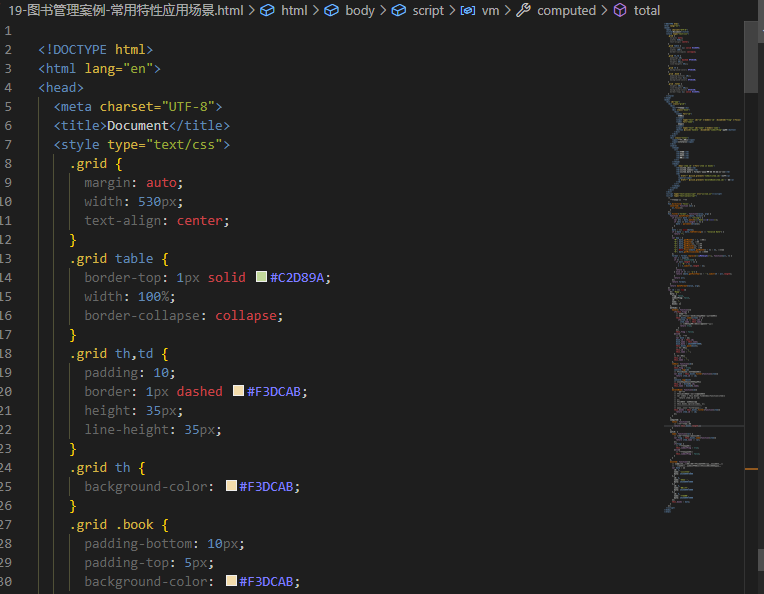 19-图书管理案例-常用特性应用场景.html > html > body > script > vm > computed > total
1
2 <!DOCTYPE html>
3 <html lang="en">
4 <head>
5 <meta charset="UTF-8">
6 <title>Document</title>
7 <style type="text/css">
8 .grid {
9 margin: auto;
10 width: 530px;
11 text-align: center;
12 }
13 .grid table {
14 border-top: 1px solid #C2D89A;
15 width: 100%;
16 border-collapse: collapse;
17 }
18 .grid th,td {
19 padding: 10;
20 border: 1px dashed #F3DCAB;
21 height: 35px;
22 line-height: 35px;
23 }
24 .grid th {
25 background-color: #F3DCAB;
26 }
27 .grid .book {
28 padding-bottom: 10px;
29 padding-top: 5px;
30 background-color: #F3DCAB;